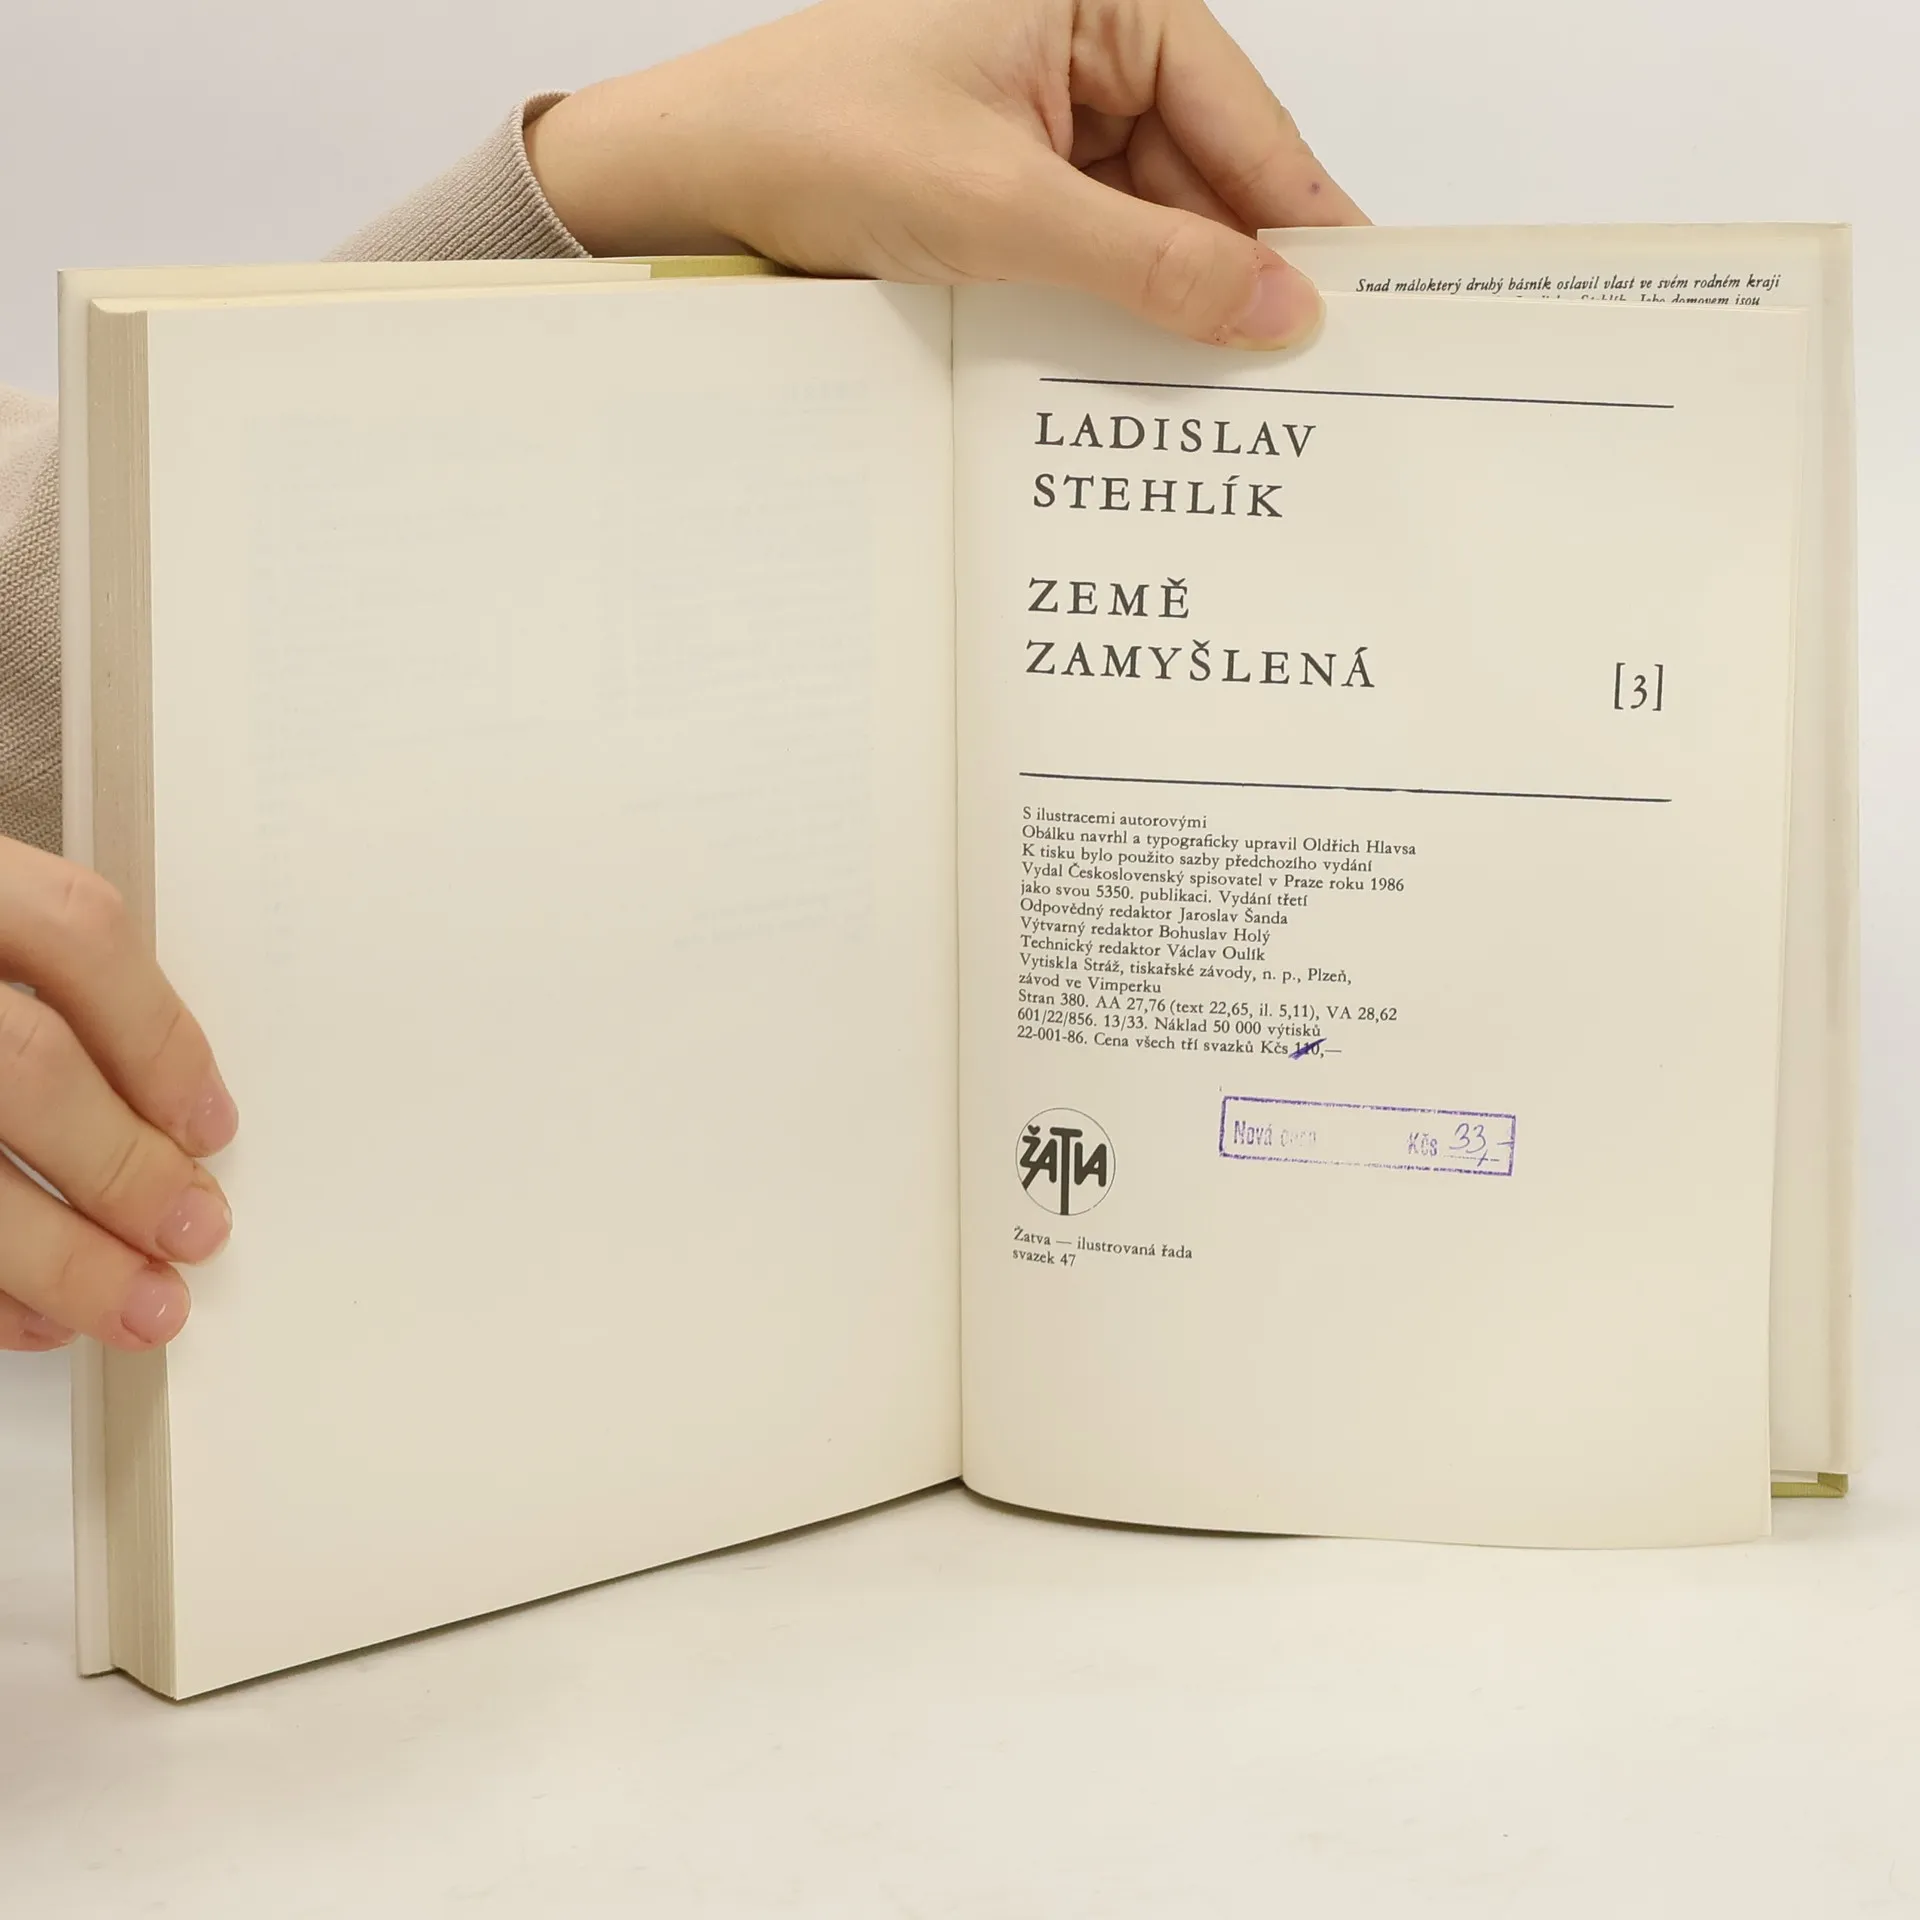 Snad málokterý druhý básník oslavil vlast ve svém rodném kraji
Jeho domovem jsou
LADISLAV
STEHLÍK
ZEMĚ
ZAMYŠLENÁ
[3]
S ilustracemi autorovými
Obálku navrhl a typograficky upravil Oldřich Hlavsa
K tisku bylo použito sazby předchozího vydání
Vydal Československý spisovatel v Praze roku 1986
jako svou 5350. publikaci. Vydání třetí
Odpovědný redaktor Jaroslav Šanda
Výtvarný redaktor Bohuslav Holý
Technický redaktor Václav Oulík
Vytiskla Stráž, tiskařské závody, n. p., Plzeň,
závod ve Vimperku
Stran 380. AA 27,76 (text 22,65, il. 5,11), VA 28,62
601/22/856. 13/33. Náklad 50 000 výtisků
22-001-86. Cena všech tří svazků Kčs 110,—
Nová cena Kčs 33,-
ŽATVA
Žatva — ilustrovaná řada
svazek 47